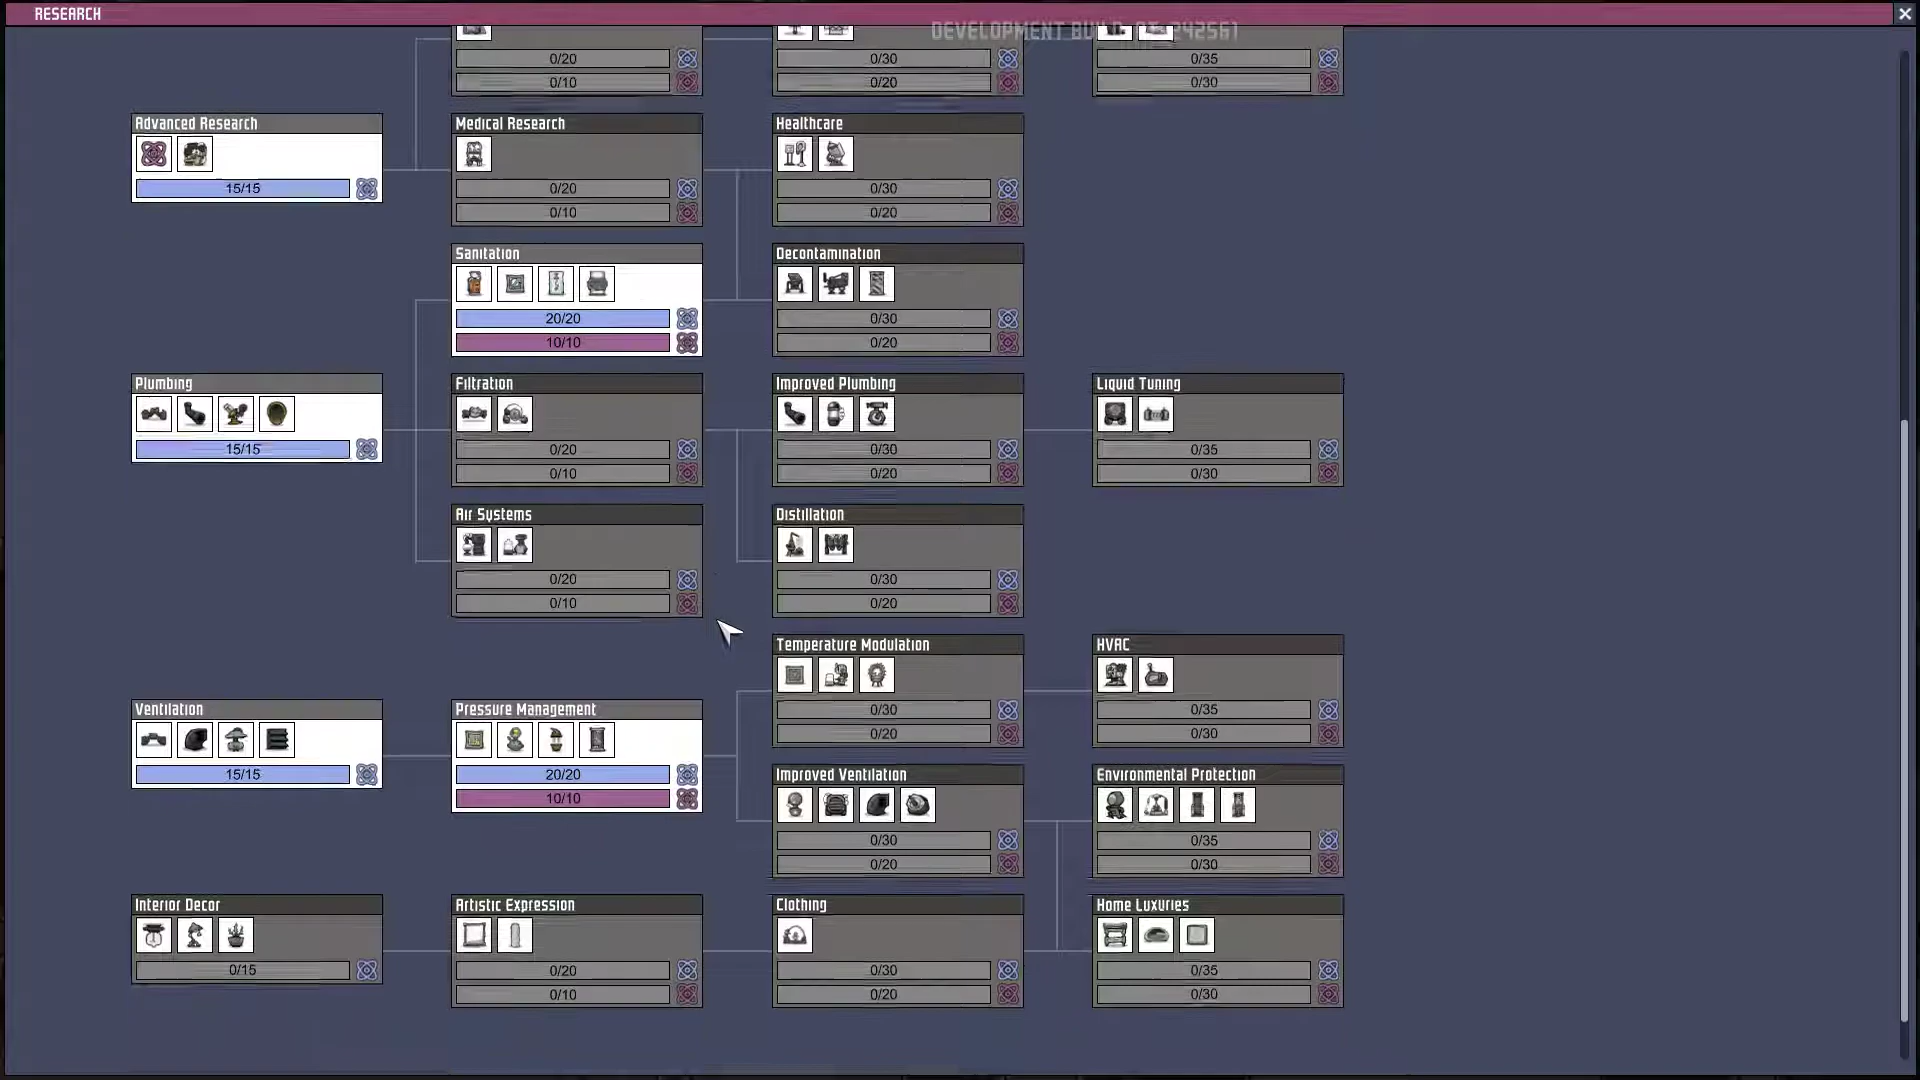 RESEARCH
0/20
0/30
0/35
0/10
0/20
0/30
Advanced Research
Medical Research
Healthcare
15/15
0/20
0/30
0/10
0/20
Sanitation
Decontamination
20/20
0/30
10/10
0/20
Plumbing
Filtration
Improved Plumbing
Liquid Tuning
15/15
0/20
0/30
0/35
0/10
0/20
0/30
Air Systems
Distillation
0/20
0/30
0/10
0/20
Temperature Modulation
HVAC
0/30
0/35
0/20
0/30
Ventilation
Pressure Management
15/15
20/20
10/10
Improved Ventilation
Environmental Protection
0/30
0/35
0/20
0/30
Interior Decor
Artistic Expression
Clothing
Home Luxuries
0/15
0/20
0/30
0/35
0/10
0/20
0/30